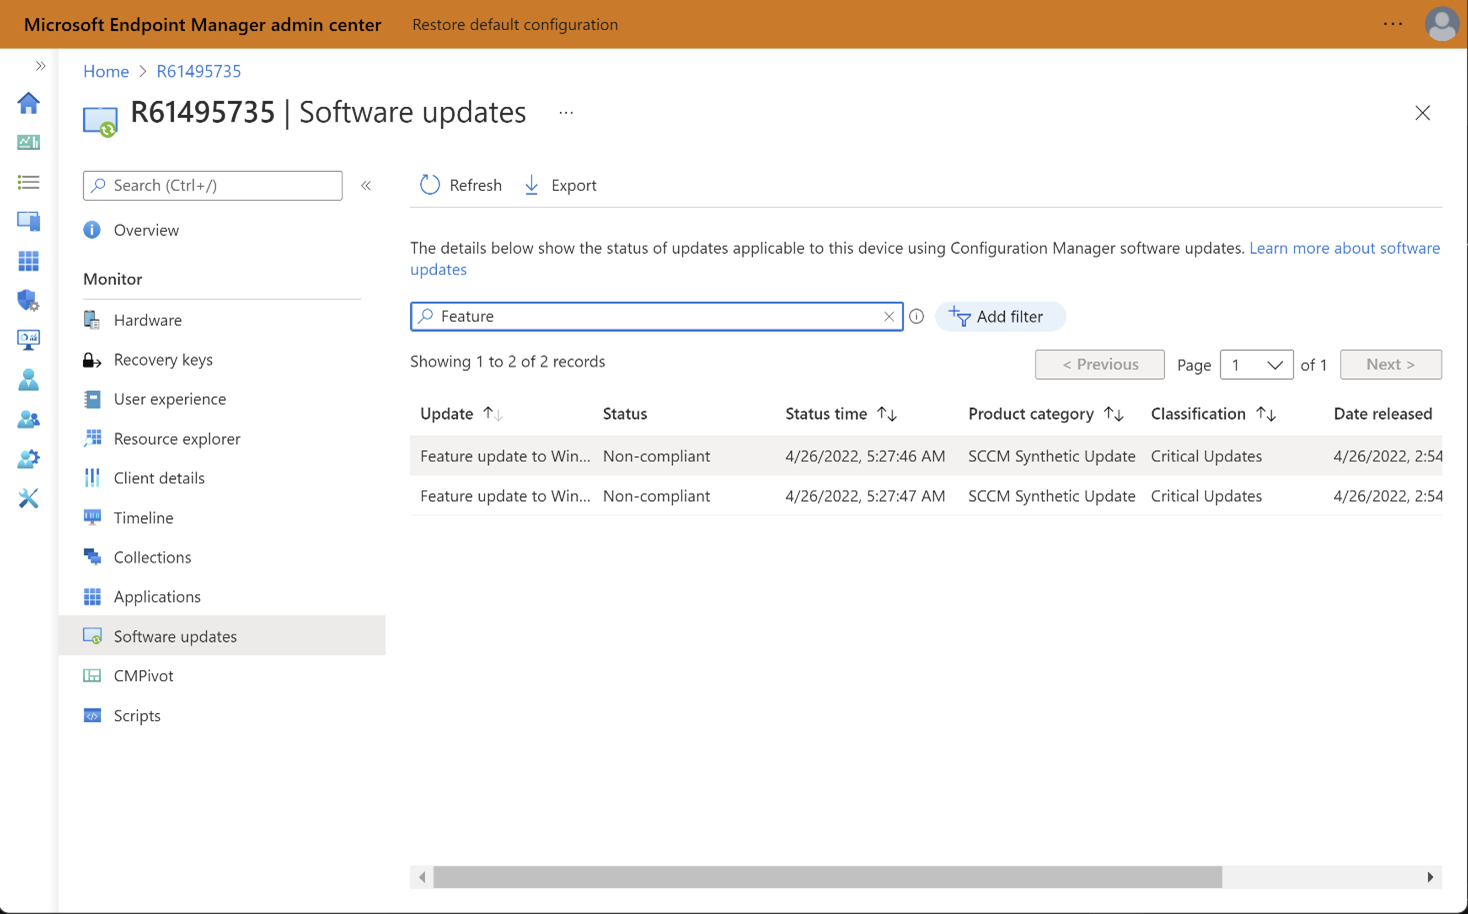 Microsoft Endpoint Manager admin center
Restore default configuration
Home > R61495735
R61495735 | Software updates
Search (Ctrl+/)
Overview
Monitor
Hardware
Recovery keys
User experience
Resource explorer
Client details
Timeline
Collections
Applications
Software updates
CMPivot
Scripts
Refresh
Export
The details below show the status of updates applicable to this device using Configuration Manager software updates. Learn more about software
updates
Feature
Add filter
Showing 1 to 2 of 2 records
< Previous
Page 1 of 1
Next >
Update Status Status time Product category Classification Date released
Feature update to Win... Non-compliant 4/26/2022, 5:27:46 AM SCCM Synthetic Update Critical Updates 4/26/2022, 2:54
Feature update to Win... Non-compliant 4/26/2022, 5:27:47 AM SCCM Synthetic Update Critical Updates 4/26/2022, 2:54